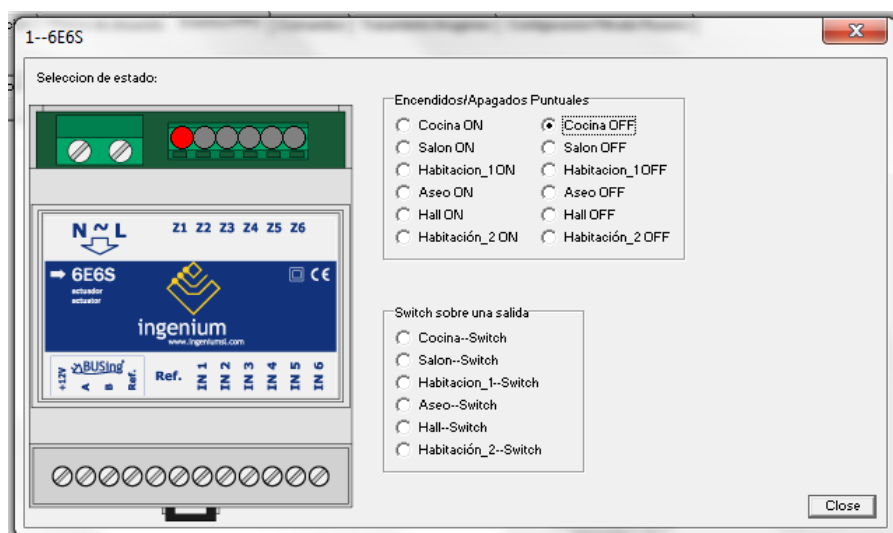 1--6E6S
Seleccion de estado:
N ~ L
Z1 Z2 Z3 Z4 Z5 Z6
6E6S
actuador
actuator
CE
ingenium
www.ingeniumsl.com
+12V
BUSing
A
B
Ref.
Ref.
IN 1
IN 2
IN 3
IN 4
IN 5
IN 6
Encendidos/Apagados Puntuales
Cocina ON Cocina OFF
Salon ON Salon OFF
Habitacion_1 ON Habitacion_1 OFF
Aseo ON Aseo OFF
Hall ON Hall OFF
Habitación_2 ON Habitación_2 OFF
Switch sobre una salida
Cocina--Switch
Salon--Switch
Habitacion_1--Switch
Aseo--Switch
Hall--Switch
Habitación_2--Switch
Close